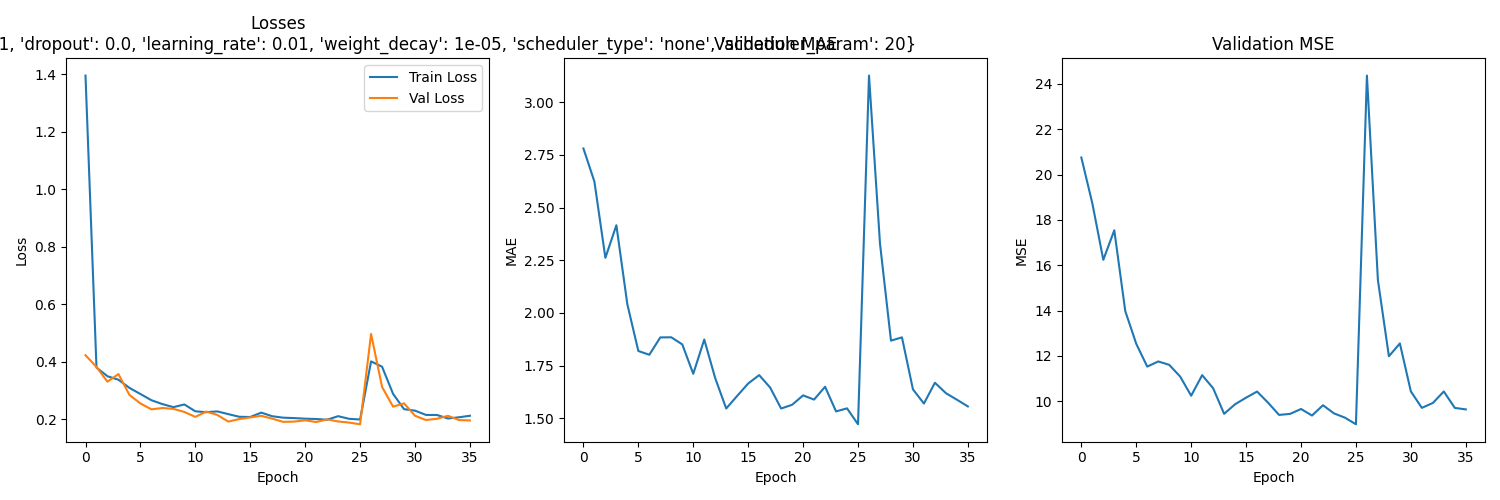 Losses
1, 'dropout': 0.0, 'learning_rate': 0.01, 'weight_decay': 1e-05, 'scheduler_type': 'none', 'scheduler_param': 20}
Validation MAE
Validation MSE
Train Loss
Val Loss
1.4
1.2
1.0
0.8
0.6
0.4
0.2
Loss
0 5 10 15 20 25 30 35
Epoch
3.00
2.75
2.50
2.25
2.00
1.75
1.50
MAE
0 5 10 15 20 25 30 35
Epoch
24
22
20
18
16
14
12
10
MSE
0 5 10 15 20 25 30 35
Epoch